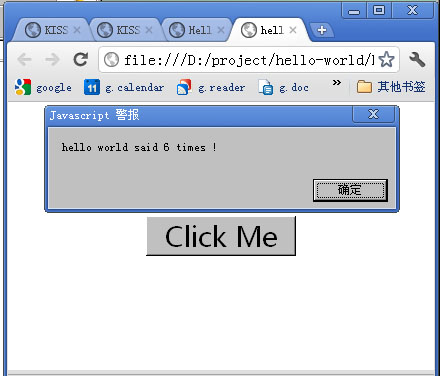 KISS
KISS
Hell
hell
file:///D:/project/hello-world/
google
g.calendar
g.reader
g.doc
其他书签
11
Javascript 警报
hello world said 6 times !
确定
Click Me